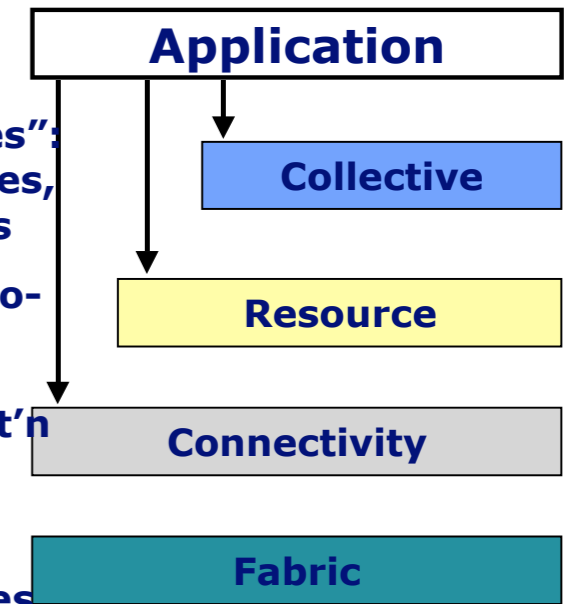 Application
es”:
es,
Collective
s
o-
Resource
t’n
Connectivity
Fabric
es